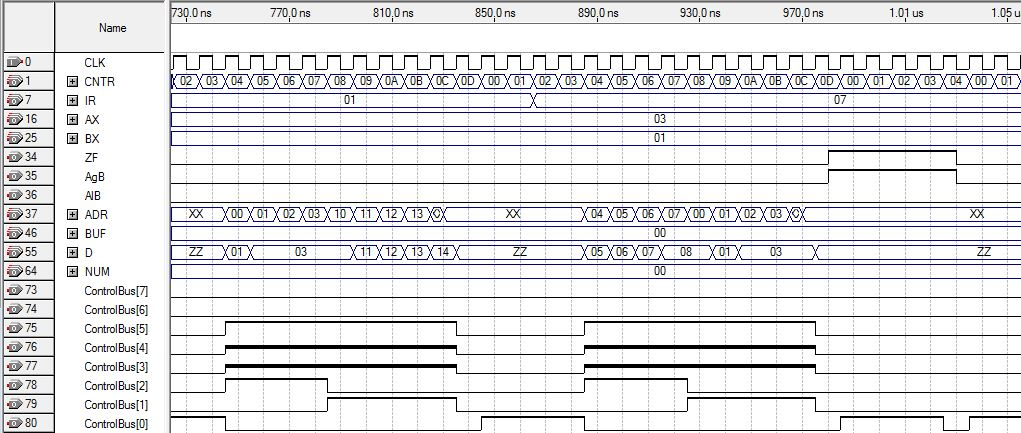 Name 730.0 ns 770.0 ns 810.0 ns 850.0 ns 890.0 ns 930.0 ns 970.0 ns 1.01 us 1.05 us
0 CLK
1 CNTR 02 03 04 05 06 07 08 09 0A 0B 0C 0D 00 01 02 03 04 05 06 07 08 09 0A 0B 0C 0D 00 01 02 03 04 00 01
7 IR 01 07
16 AX 03
25 BX 01
34 ZF
35 AgB
36 AlB
37 ADR XX 00 01 02 03 10 11 12 13 XX 04 05 06 07 00 01 02 03 XX
46 BUF 00
55 D ZZ 01 03 11 12 13 14 ZZ 05 06 07 08 01 03 ZZ
64 NUM 00
73 ControlBus[7]
74 ControlBus[6]
75 ControlBus[5]
76 ControlBus[4]
77 ControlBus[3]
78 ControlBus[2]
79 ControlBus[1]
80 ControlBus[0]